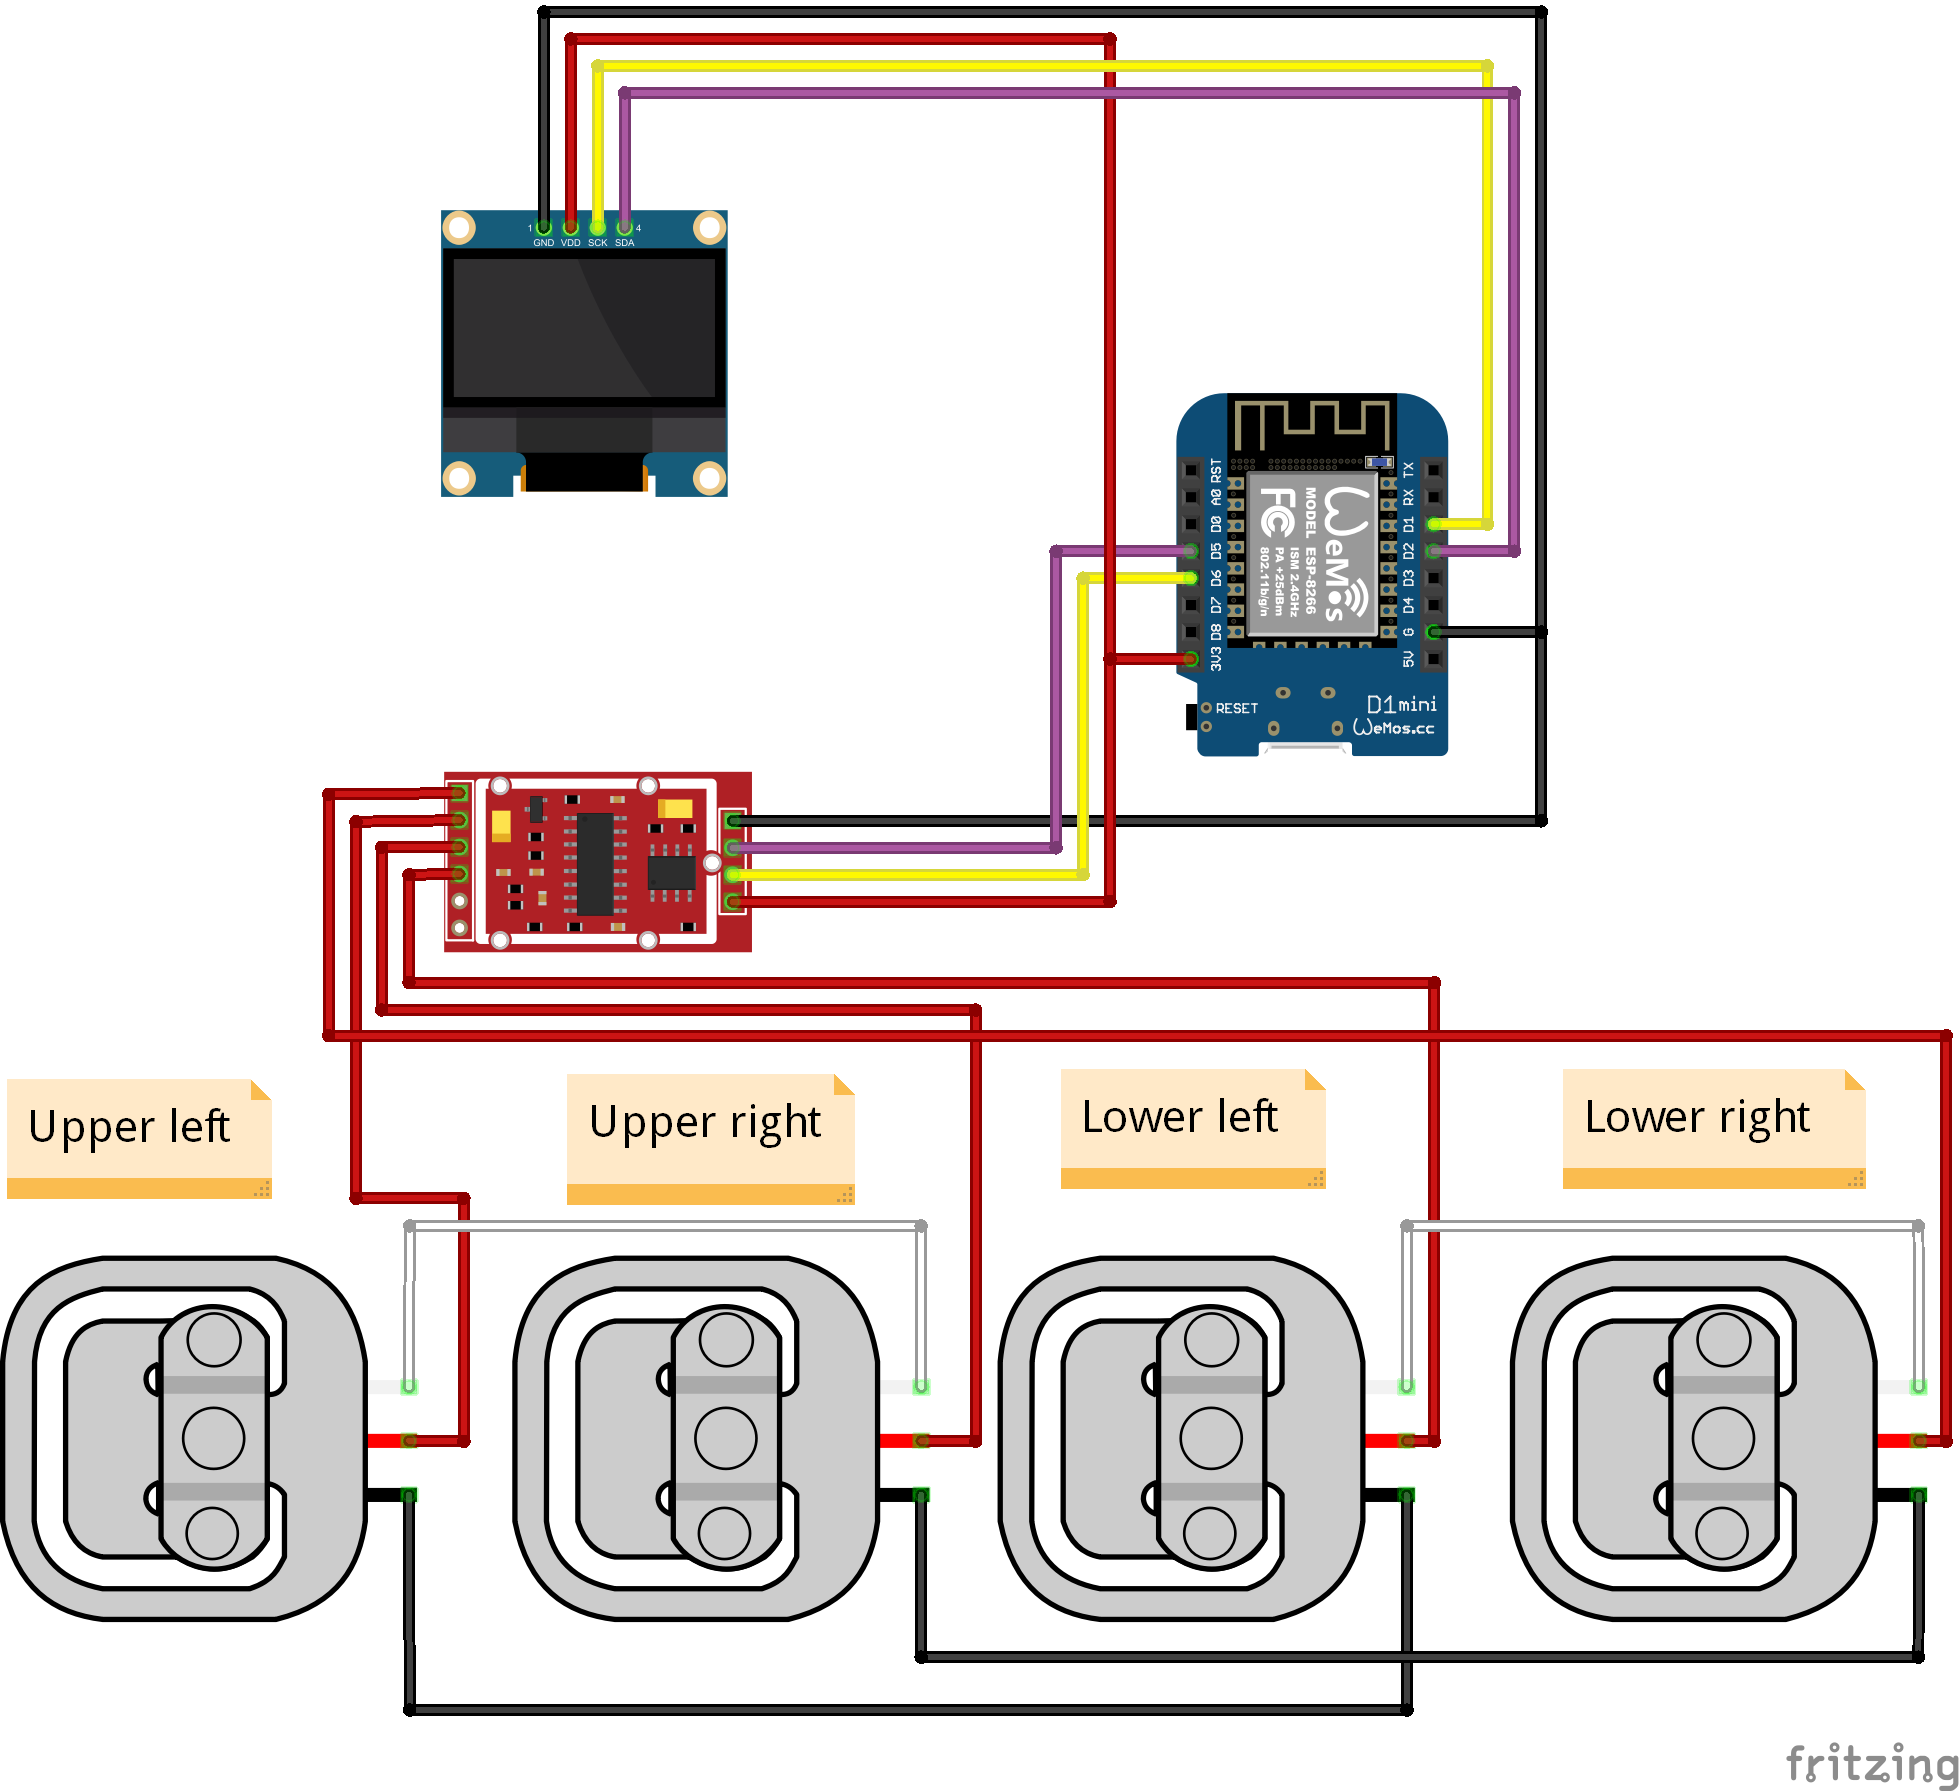 1 4
GND VDD SCK SDA
RST
A0
D0
D5
D6
D7
D8
3V3
TX
RX
D1
D2
D3
D4
G
5V
WeMos
FC
MODEL ESP-8266
ISM 2.4GHz
PA +25dBm
802.11b/g/n
RESET
D1mini
WeMos.cc
Upper left
Upper right
Lower left
Lower right
fritzing